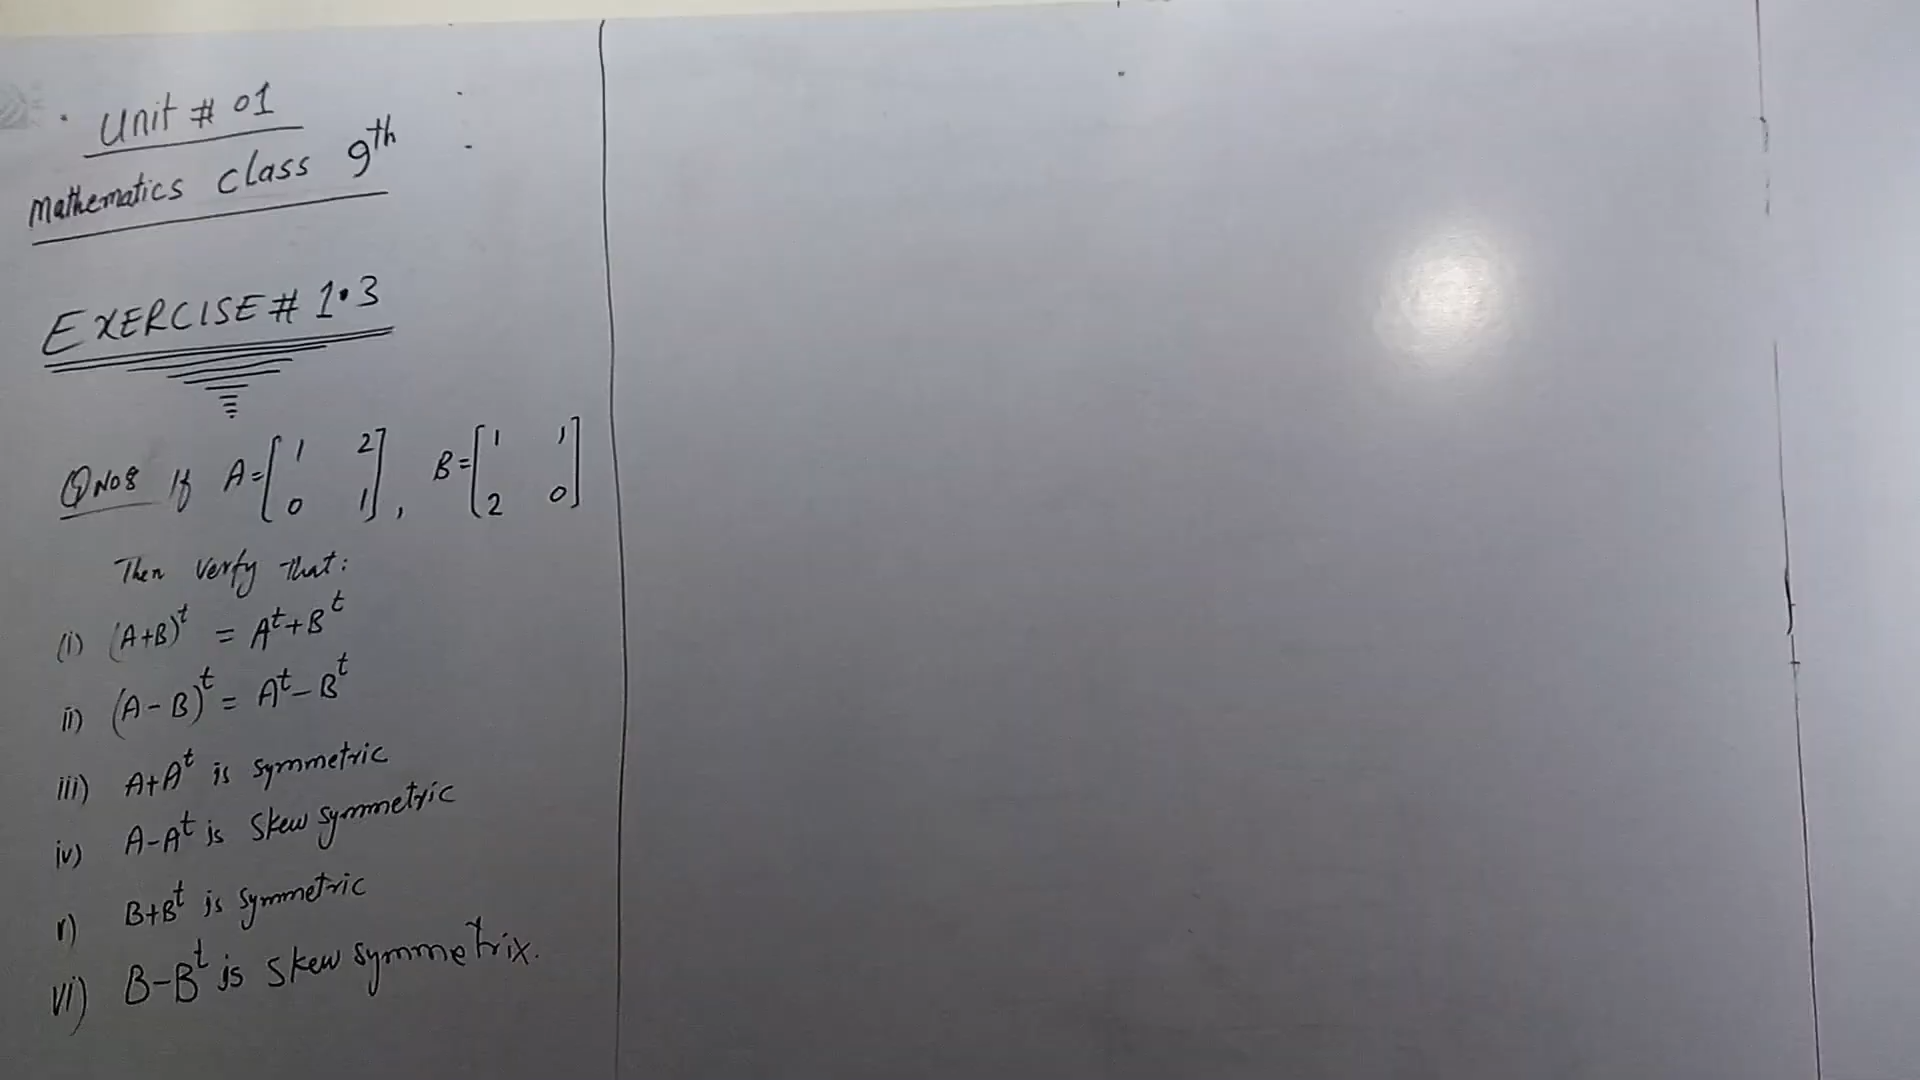 Unit # 01
Mathematics class 9th
EXERCISE # 1.3
Q NO8 If A=[1 2
0 1], B=[1 1
2 0]
Then verfy that:
(i) (A+B)^t = A^t+B^t
ii) (A-B)^t = A^t-B^t
iii) A+A^t is symmetric
iv) A-A^t is skew symmetric
v) B+B^t is symmetric
vi) B-B^t is skew symmetrix.